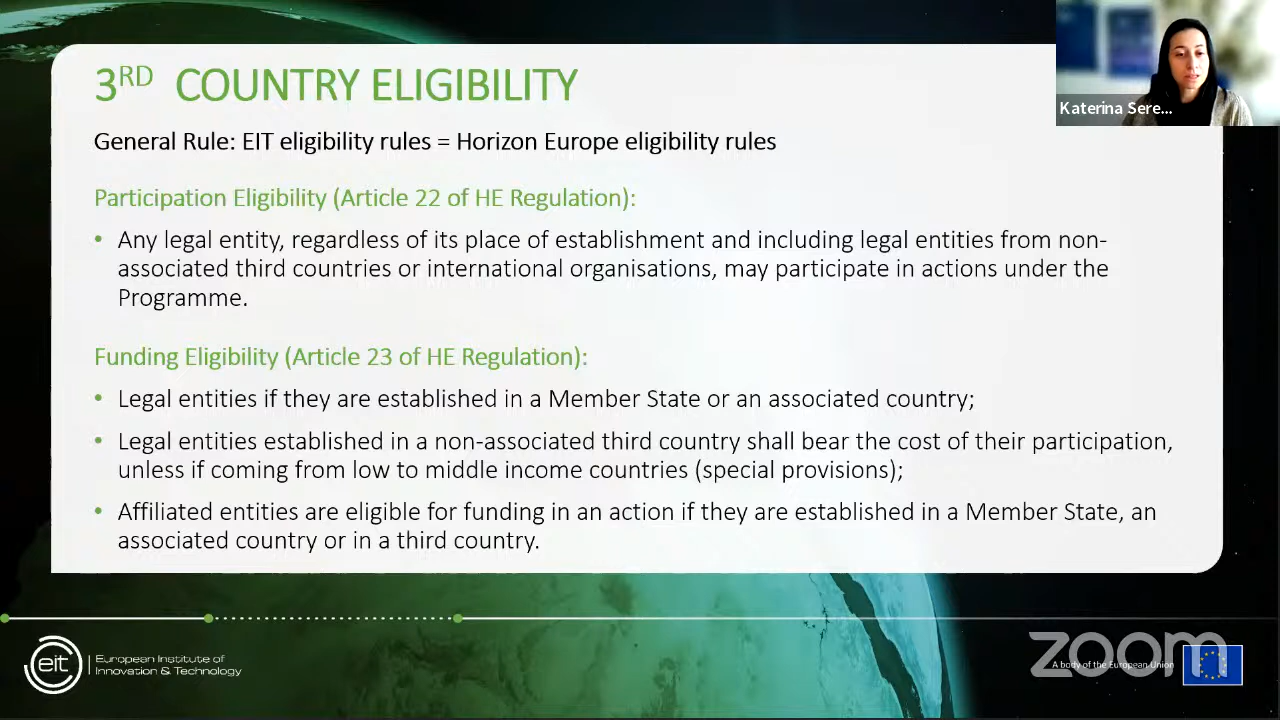 3RD COUNTRY ELIGIBILITY
Katerina Sere...
General Rule: EIT eligibility rules = Horizon Europe eligibility rules
Participation Eligibility (Article 22 of HE Regulation):
• Any legal entity, regardless of its place of establishment and including legal entities from non-
associated third countries or international organisations, may participate in actions under the
Programme.
Funding Eligibility (Article 23 of HE Regulation):
• Legal entities if they are established in a Member State or an associated country;
• Legal entities established in a non-associated third country shall bear the cost of their participation,
unless if coming from low to middle income countries (special provisions);
• Affiliated entities are eligible for funding in an action if they are established in a Member State, an
associated country or in a third country.
eit
European Institute of
Innovation & Technology
zoom
A body of the European Union